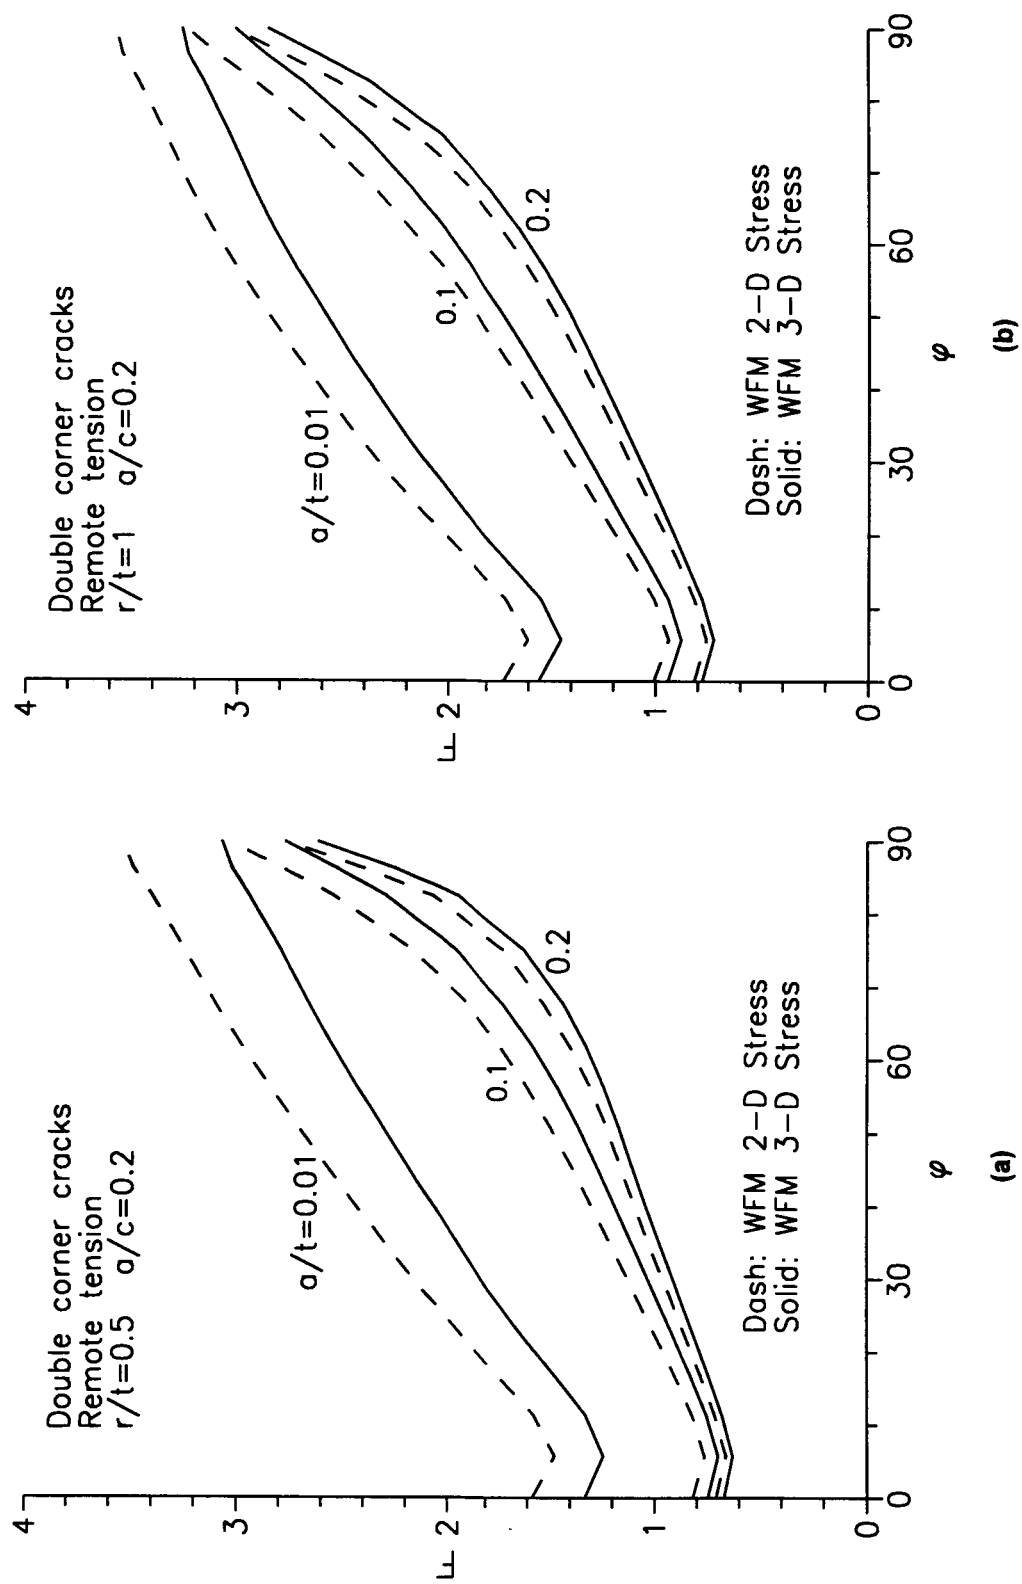 Double corner cracks
Remote tension
r/t=0.5 a/c=0.2
4
3
F 2
1
0
a/t=0.01
0.1
0.2
Dash: WFM 2-D Stress
Solid: WFM 3-D Stress
0 30 60 90
φ
(a)
Double corner cracks
Remote tension
r/t=1 a/c=0.2
4
3
F 2
1
0
a/t=0.01
0.1
0.2
Dash: WFM 2-D Stress
Solid: WFM 3-D Stress
0 30 60 90
φ
(b)